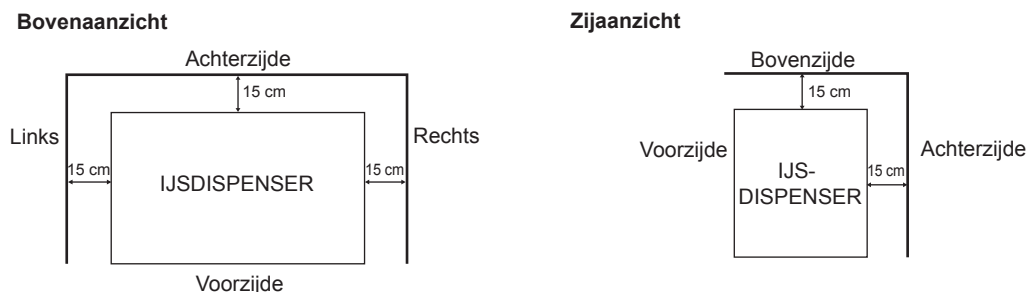 Bovenaanzicht
Achterzijde
15 cm
Links
Rechts
15 cm
15 cm
IJSDISPENSER
Voorzijde
Zijaanzicht
Bovenzijde
15 cm
Voorzijde
Achterzijde
15 cm
IJS-
DISPENSER